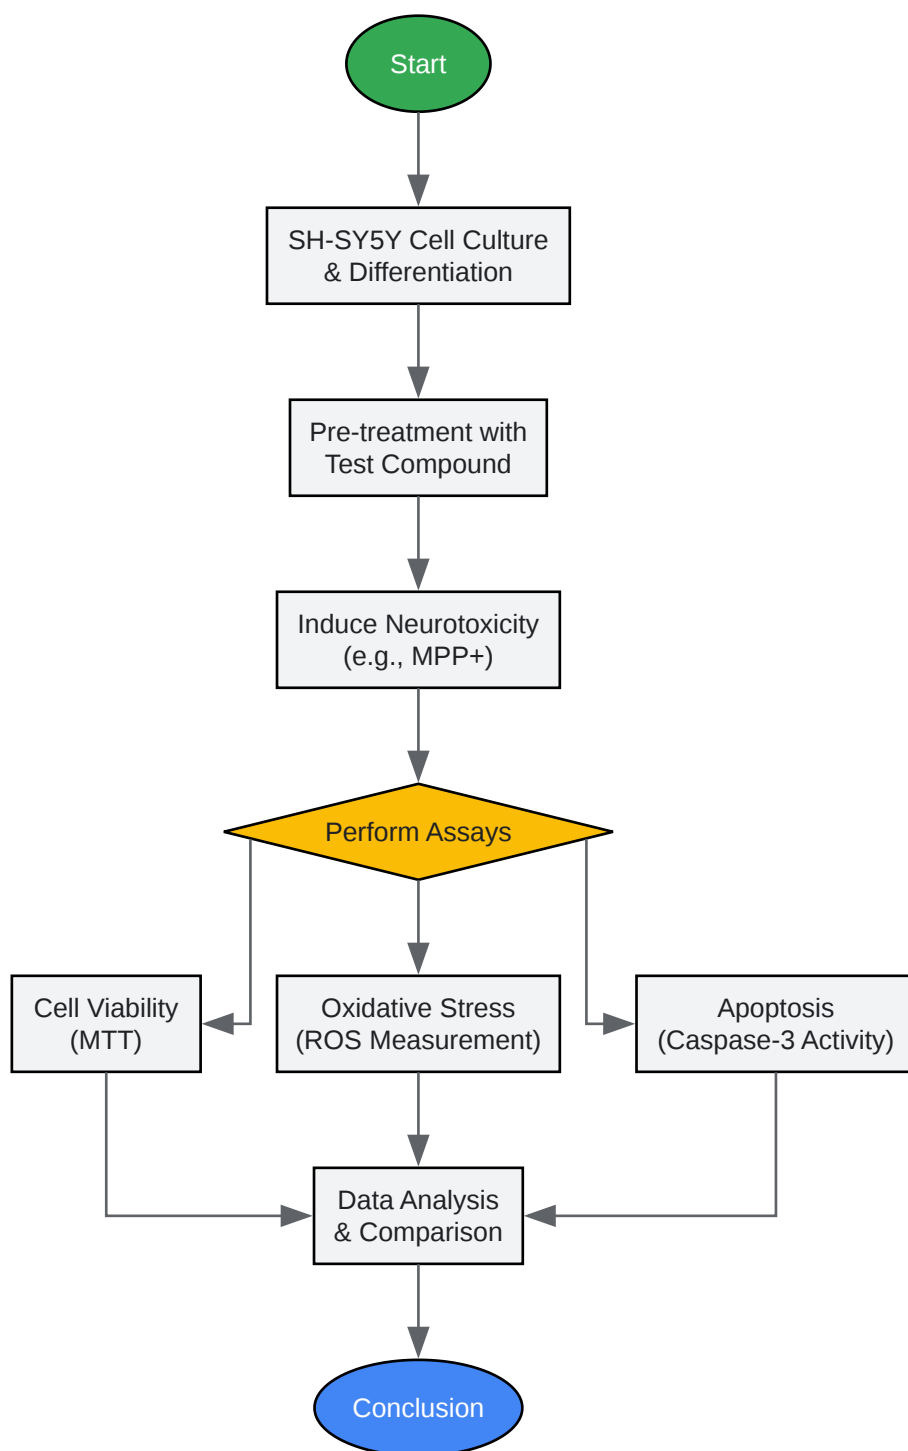 Start
SH-SY5Y Cell Culture
& Differentiation
Pre-treatment with
Test Compound
Induce Neurotoxicity
(e.g., MPP+)
Perform Assays
Cell Viability
(MTT)
Oxidative Stress
(ROS Measurement)
Apoptosis
(Caspase-3 Activity)
Data Analysis
& Comparison
Conclusion